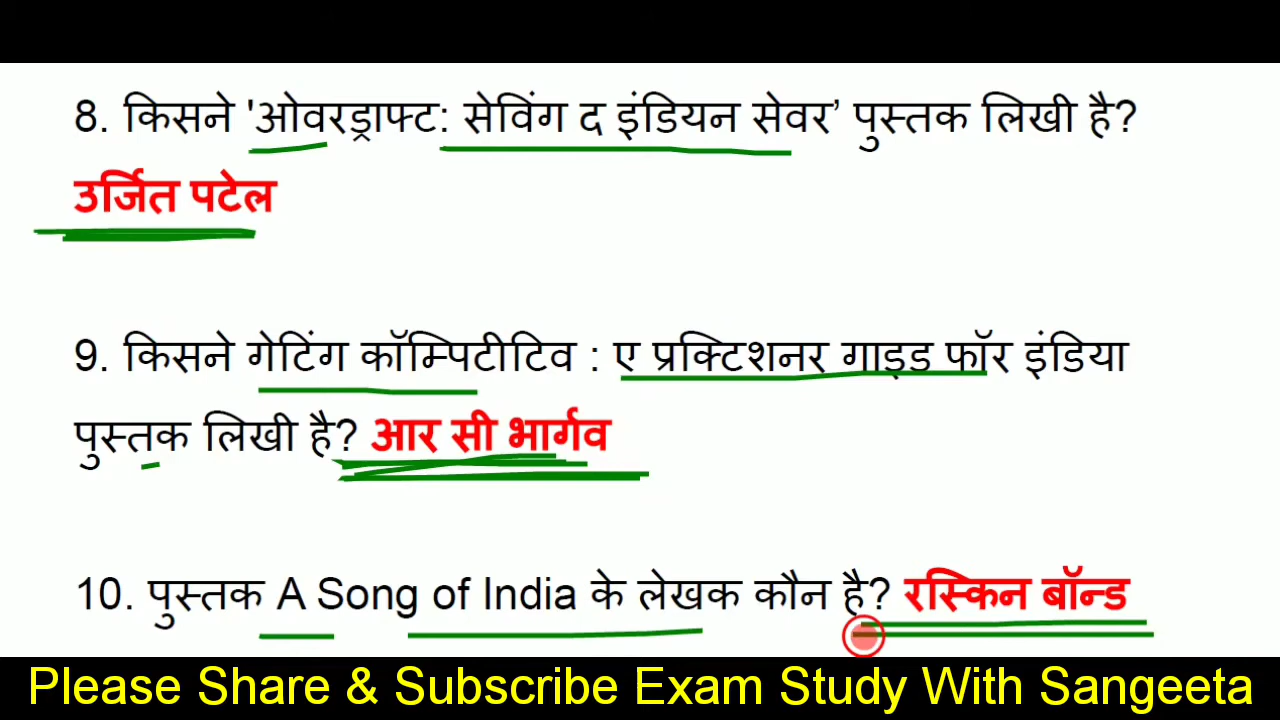 8. किसने 'ओवरड्राफ्ट: सेविंग द इंडियन सेवर’ पुस्तक लिखी है?
उर्जित पटेल
9. किसने गेटिंग कॉम्पिटीटिव : ए प्रक्टिशनर गाइड फॉर इंडिया
पुस्तक लिखी है? आर सी भार्गव
10. पुस्तक A Song of India के लेखक कौन है? रस्किन बॉन्ड
Please Share & Subscribe Exam Study With Sangeeta